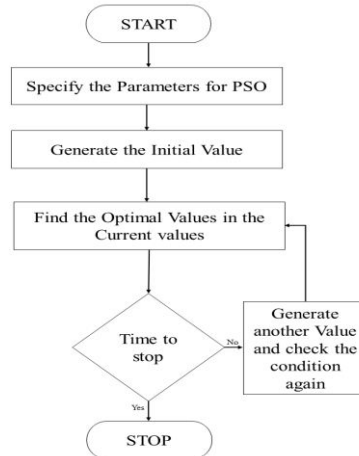 START
Specify the Parameters for PSO
Generate the Initial Value
Find the Optimal Values in the
Current values
Time to
stop
No
Generate
another Value
and check the
condition
again
Yes
STOP